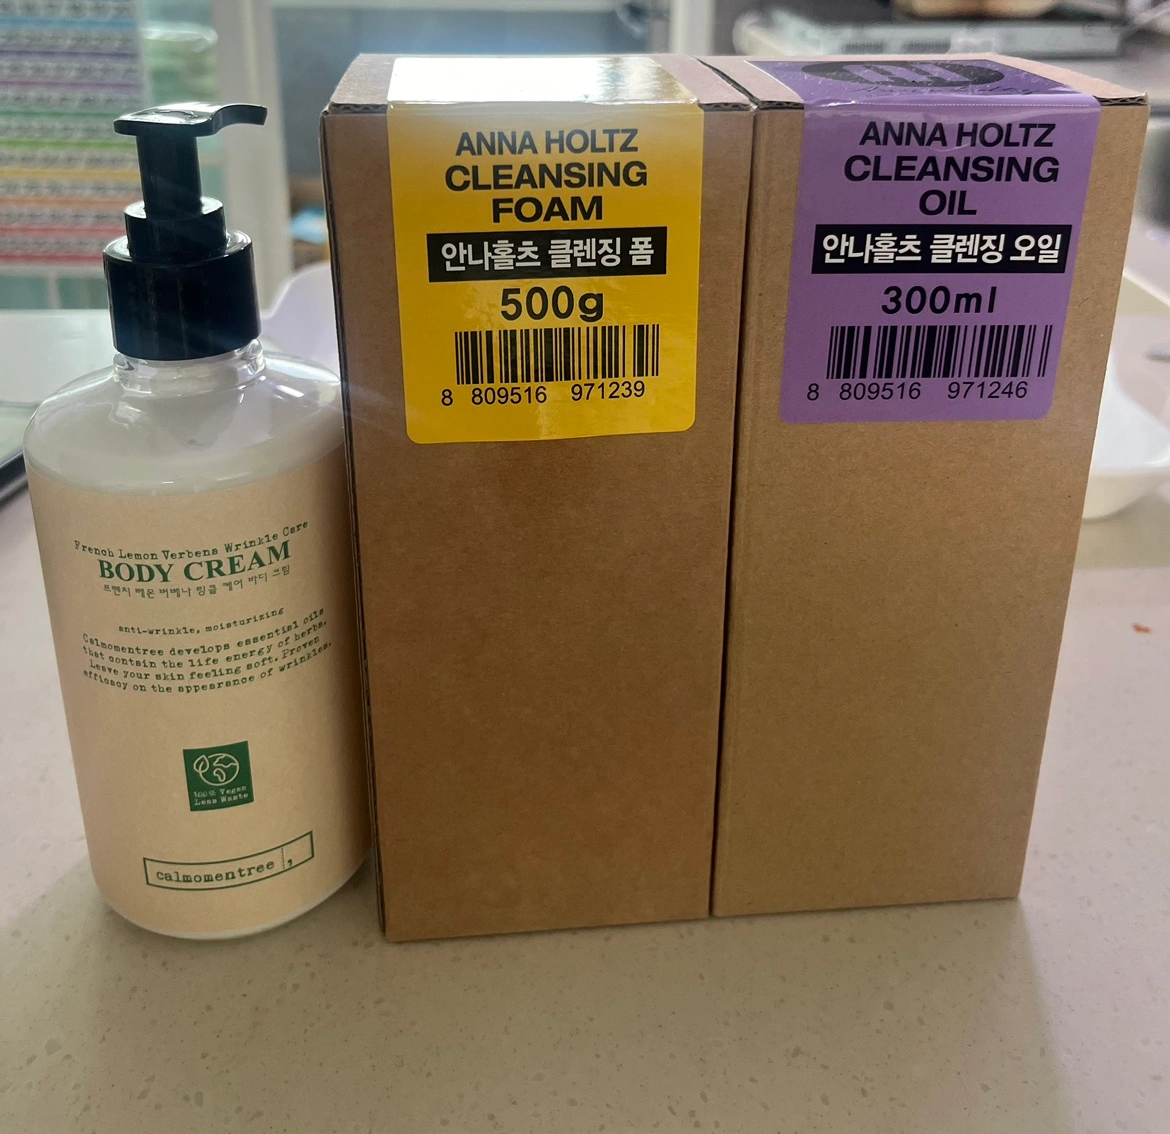 French Lemon Verbena Wrinkle Care
BODY CREAM
프렌치 레몬 버베나 링클 케어 바디 크림
anti-wrinkle, moisturizing
Calmomentree develops essential oils
that contain the life energy of herbs.
Leave your skin feeling soft. Proven
efficacy on the appearance of wrinkles.
100% Vegan
Less Waste
calmomentree ,
ANNA HOLTZ
CLEANSING
FOAM
안나홀츠 클렌징 폼
500g
8 809516 971239
ANNA HOLTZ
CLEANSING
OIL
안나홀츠 클렌징 오일
300ml
8 809516 971246